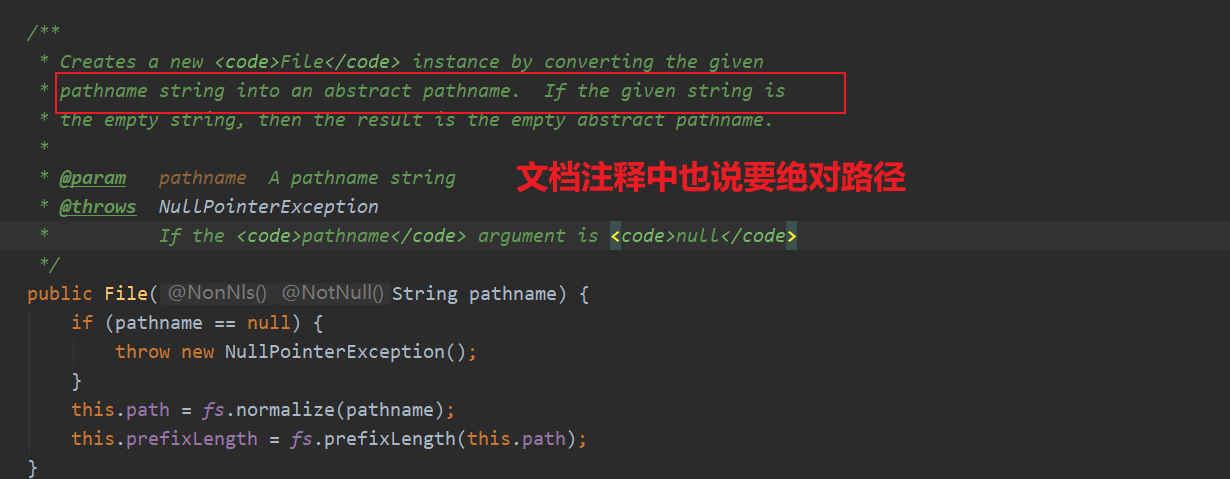 /**
* Creates a new <code>File</code> instance by converting the given
* pathname string into an abstract pathname.  If the given string is
* the empty string, then the result is the empty abstract pathname.
*
* @param   pathname  A pathname string
文档注释中也说要绝对路径
* @throws  NullPointerException
*          If the <code>pathname</code> argument is <code>null</code>
*/
public File( @NonNls() @NotNull() String pathname) {
    if (pathname == null) {
        throw new NullPointerException();
    }
    this.path = fs.normalize(pathname);
    this.prefixLength = fs.prefixLength(this.path);
}